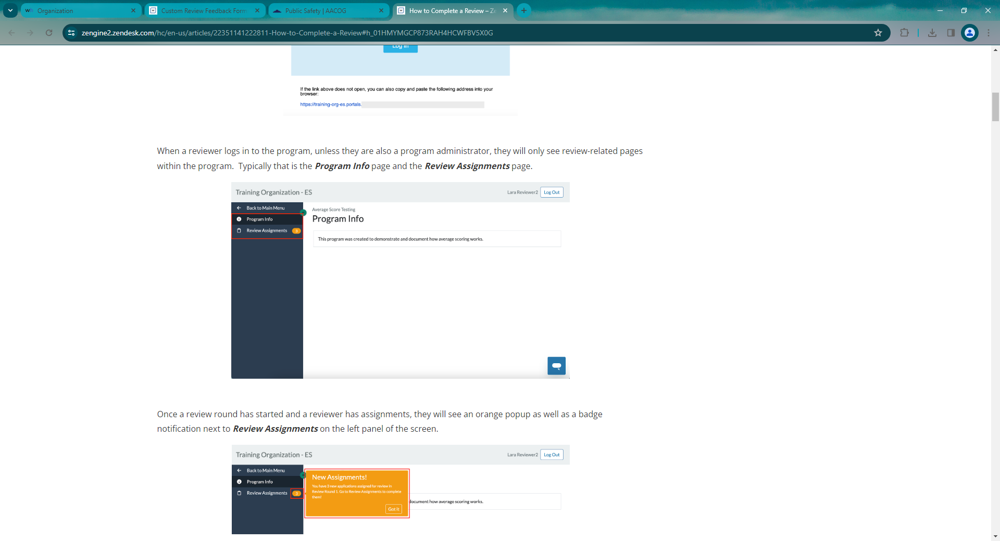 Organization
Custom Review Feedback Form
Public Safety | AACOG
How to Complete a Review – Ze
zengine2.zendesk.com/hc/en-us/articles/22351141222811-How-to-Complete-a-Review#h_01HMYMGCP873RAH4HCWFBV5X0G
Log In
If the link above does not open, you can also copy and paste the following address into your
browser:
https://training-org-es.portals.
When a reviewer logs in to the program, unless they are also a program administrator, they will only see review-related pages
within the program.  Typically that is the Program Info page and the Review Assignments page.
Training Organization - ES
Lara Reviewer2
Log Out
Back to Main Menu
Program Info
Review Assignments
3
Average Score Testing
Program Info
This program was created to demonstrate and document how average scoring works.
Once a review round has started and a reviewer has assignments, they will see an orange popup as well as a badge
notification next to Review Assignments on the left panel of the screen.
Training Organization - ES
Lara Reviewer2
Log Out
Back to Main Menu
Program Info
Review Assignments
3
New Assignments!
You have 3 new applications assigned for review in
Review Round 1. Go to Review Assignments to complete
them!
Got it
document how average scoring works.